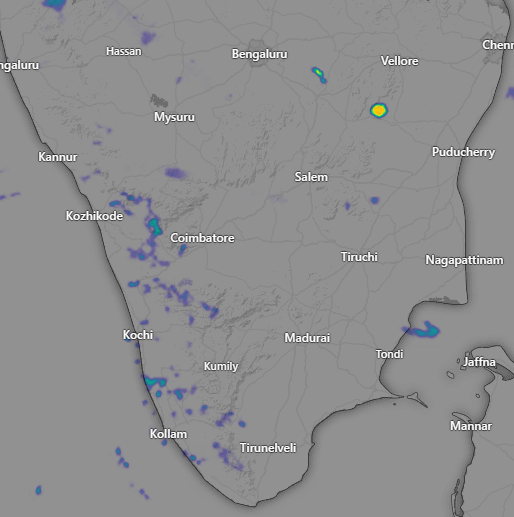 Hassan
Bengaluru
Chenn
ngaluru
Vellore
Mysuru
Kannur
Puducherry
Salem
Kozhikode
Coimbatore
Tiruchi
Nagapattinam
Kochi
Madurai
Tondi
Jaffna
Kumily
Mannar
Kollam
Tirunelveli